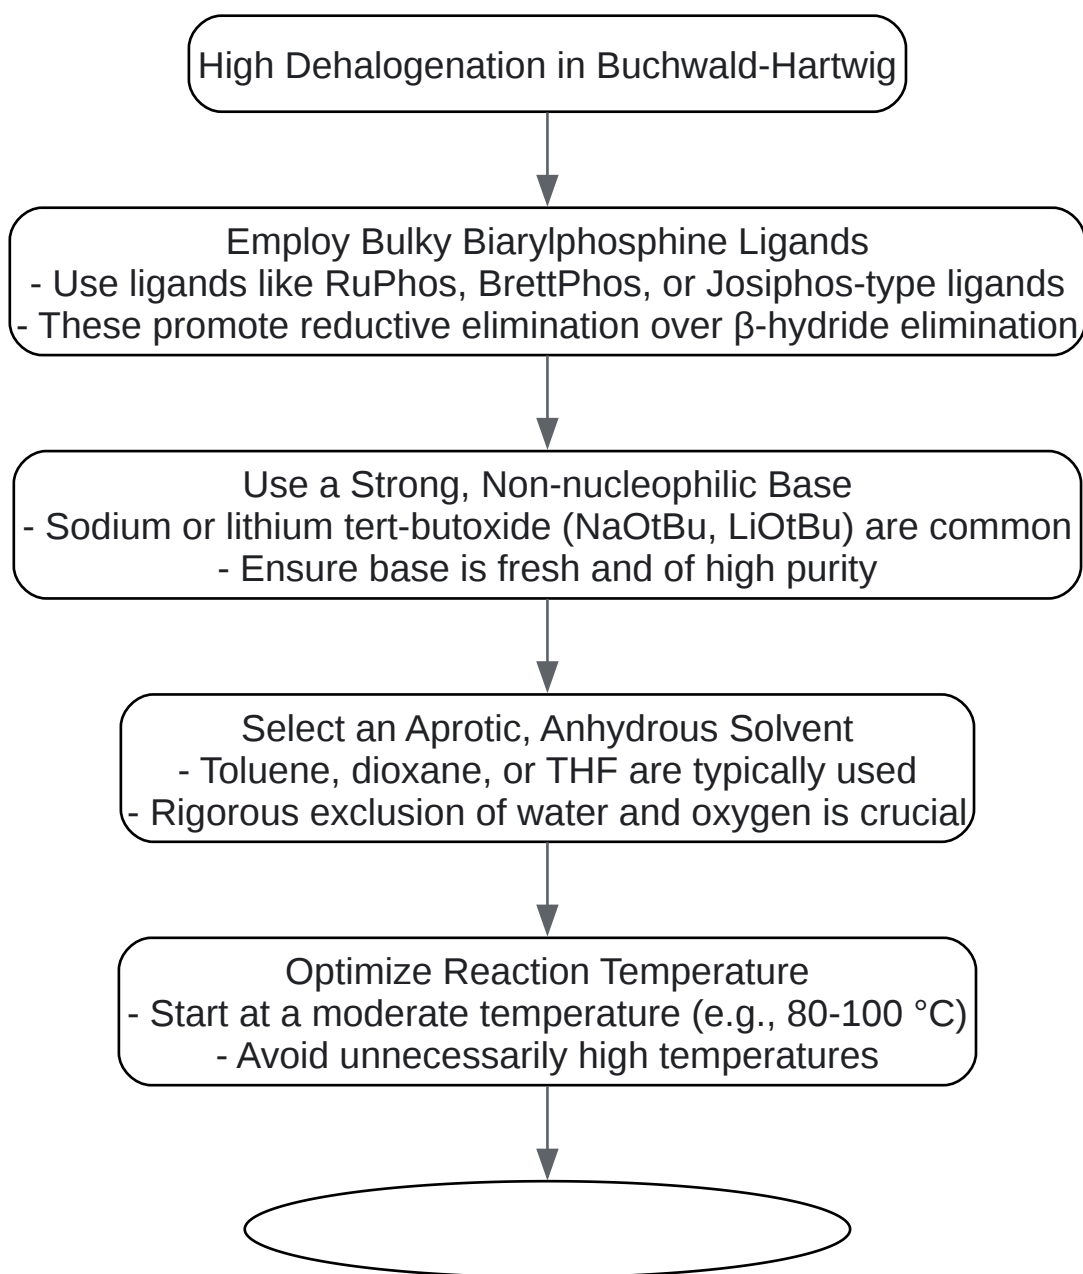 High Dehalogenation in Buchwald-Hartwig
Employ Bulky Biarylphosphine Ligands
- Use ligands like RuPhos, BrettPhos, or Josiphos-type ligands
- These promote reductive elimination over β-hydride elimination
Use a Strong, Non-nucleophilic Base
- Sodium or lithium tert-butoxide (NaOtBu, LiOtBu) are common
- Ensure base is fresh and of high purity
Select an Aprotic, Anhydrous Solvent
- Toluene, dioxane, or THF are typically used
- Rigorous exclusion of water and oxygen is crucial
Optimize Reaction Temperature
- Start at a moderate temperature (e.g., 80-100 °C)
- Avoid unnecessarily high temperatures